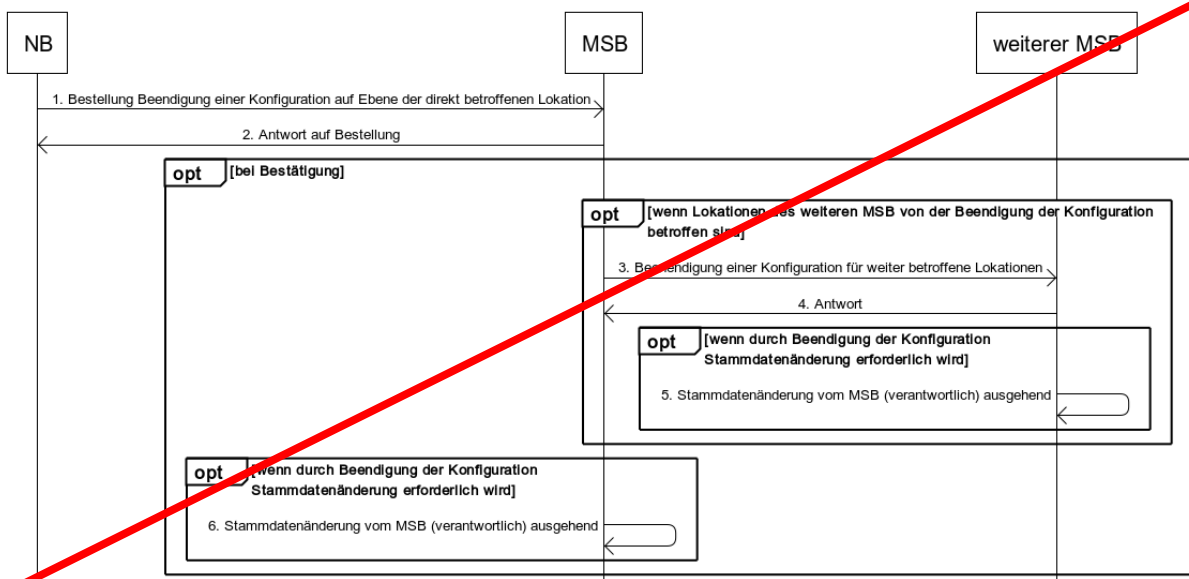 NB
MSB
weiterer MSB
1. Bestellung Beendigung einer Konfiguration auf Ebene der direkt betroffenen Lokation
2. Antwort auf Bestellung
opt [bei Bestätigung]
opt [wenn Lokationen des weiteren MSB von der Beendigung der Konfiguration
betroffen sind]
3. Beenendigung einer Konfiguration für weiter betroffene Lokationen
4. Antwort
opt [wenn durch Beendigung der Konfiguration
Stammdatenänderung erforderlich wird]
5. Stammdatenänderung vom MSB (verantwortlich) ausgehend
opt [wenn durch Beendigung der Konfiguration
Stammdatenänderung erforderlich wird]
6. Stammdatenänderung vom MSB (verantwortlich) ausgehend